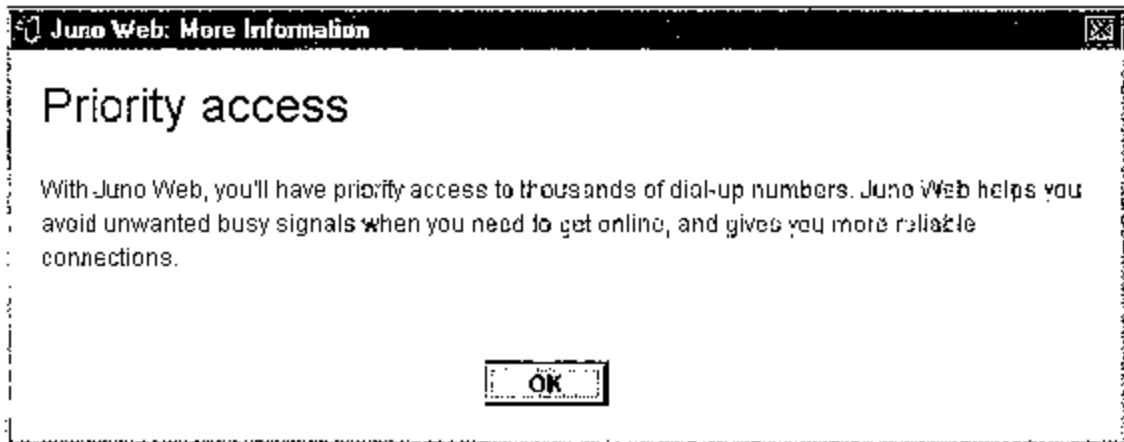 Juno Web: More Information
Priority access
With Juno Web, you'll have priority access to thousands of dial-up numbers. Juno Web helps you
avoid unwanted busy signals when you need to get online, and gives you more reliable
connections.
OK